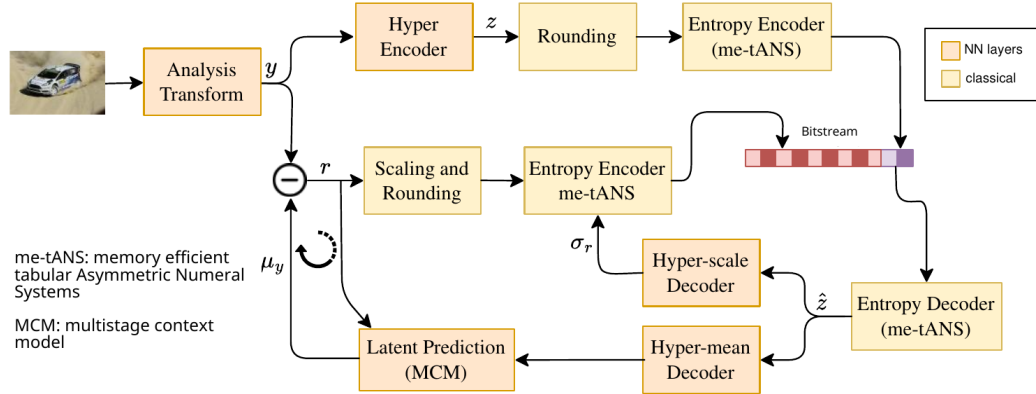 Hyper
Encoder
z
Rounding
Entropy Encoder
(me-tANS)
NN layers
classical
Analysis
Transform
y
Bitstream
r
Scaling and
Rounding
Entropy Encoder
me-tANS
σ_r
μ_y
me-tANS: memory efficient
tabular Asymmetric Numeral
Systems
MCM: multistage context
model
Hyper-scale
Decoder
ẑ
Entropy Decoder
(me-tANS)
Latent Prediction
(MCM)
Hyper-mean
Decoder